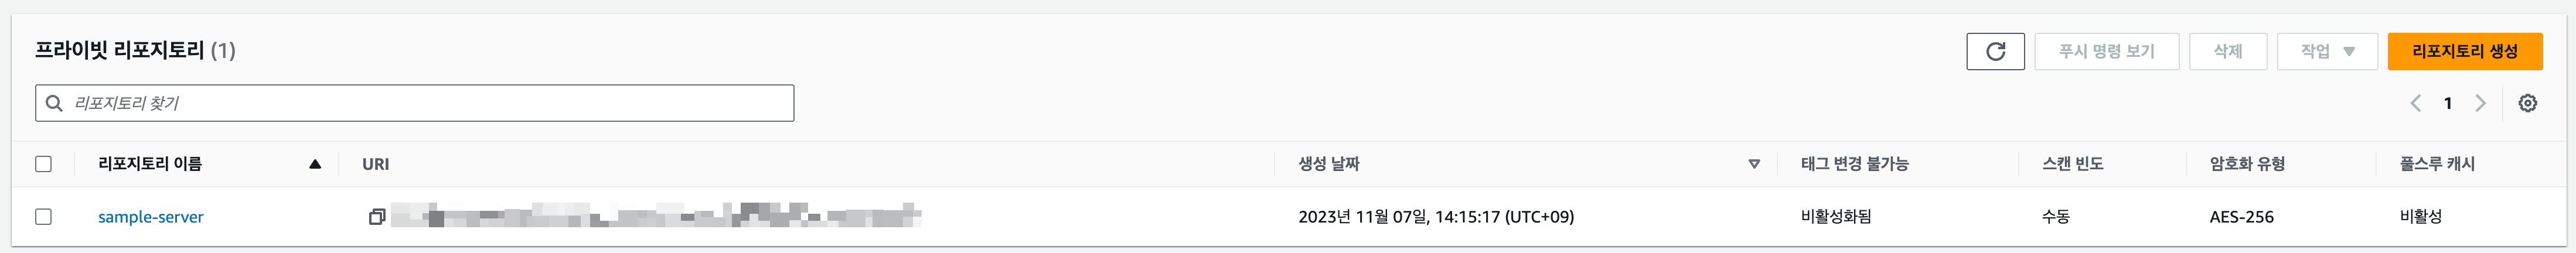 프라이빗 리포지토리 (1)
푸시 명령 보기
삭제
작업
리포지토리 생성
리포지토리 찾기
1
리포지토리 이름 URI 생성 날짜 태그 변경 불가능 스캔 빈도 암호화 유형 풀스루 캐시
sample-server 2023년 11월 07일, 14:15:17 (UTC+09) 비활성화됨 수동 AES-256 비활성